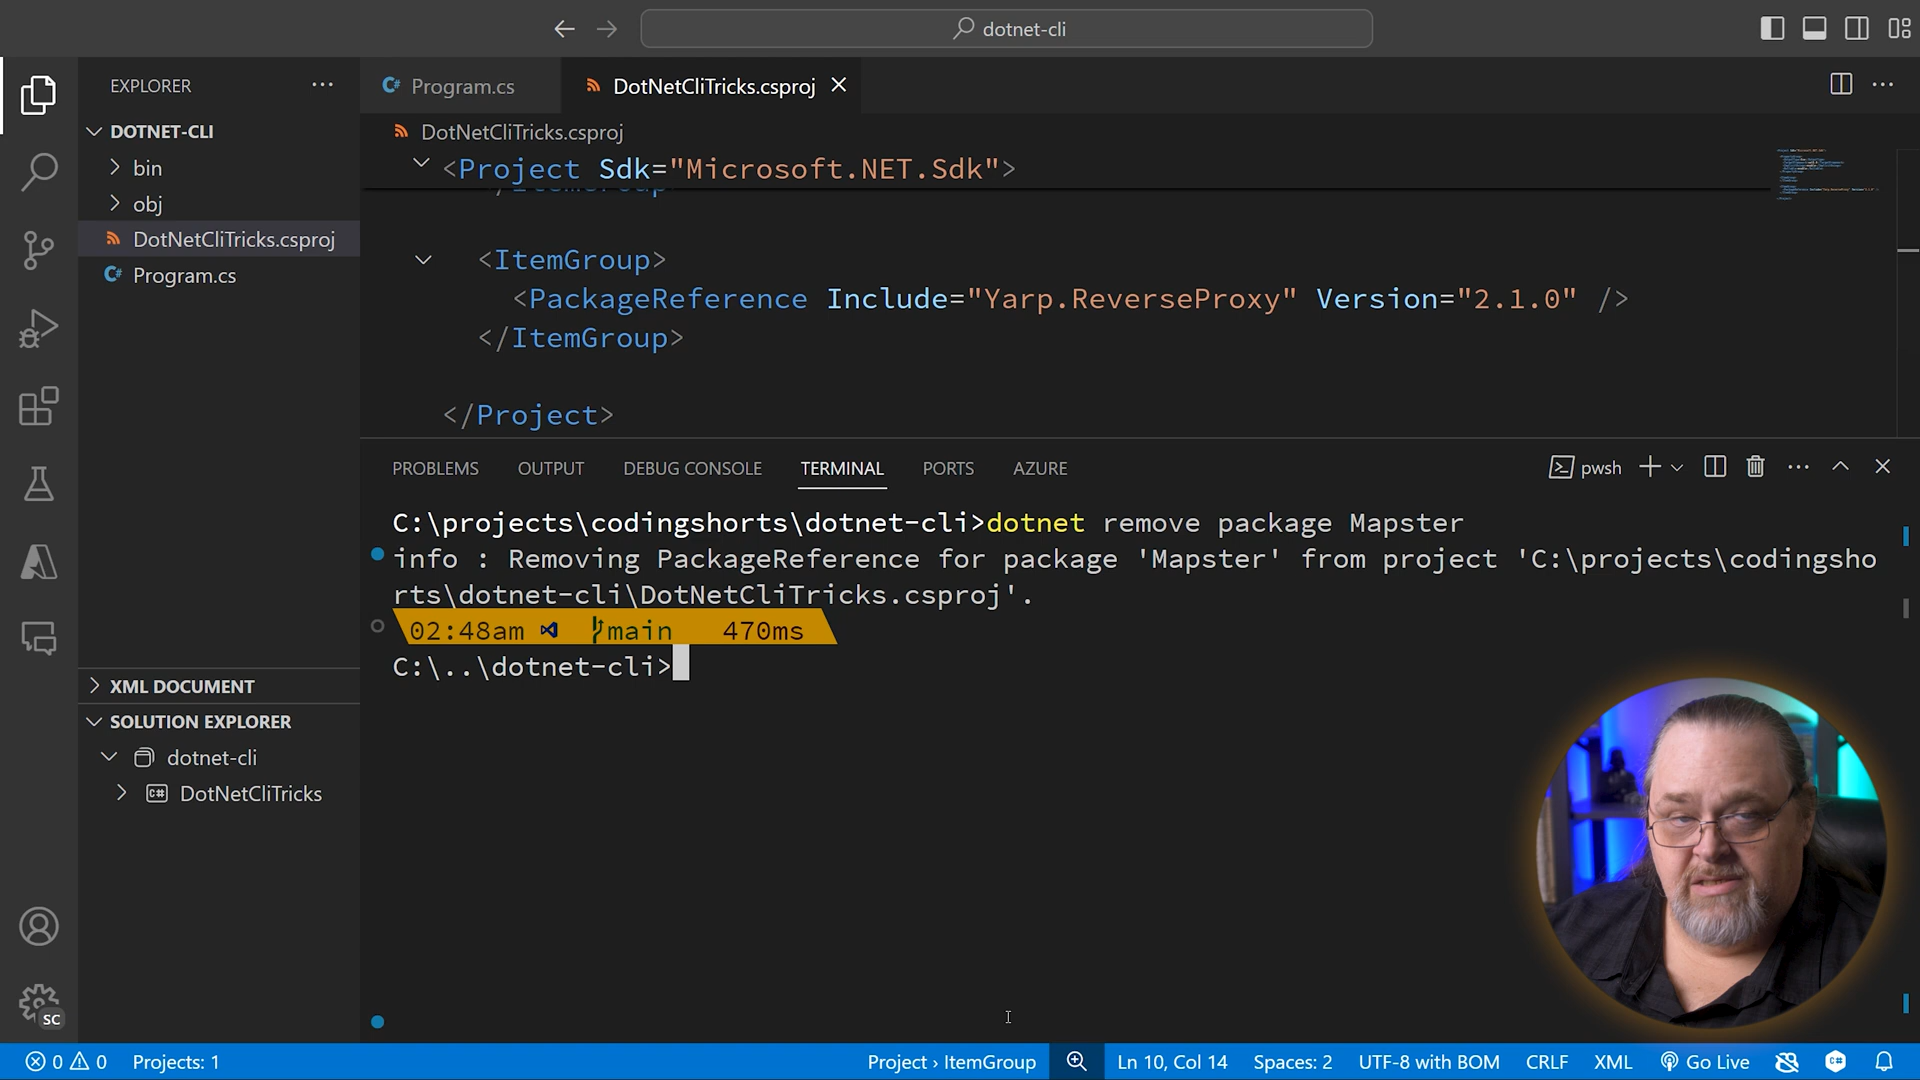 dotnet-cli
EXPLORER
Program.cs
DotNetCliTricks.csproj
DOTNET-CLI
bin
obj
DotNetCliTricks.csproj
Program.cs
XML DOCUMENT
SOLUTION EXPLORER
dotnet-cli
DotNetCliTricks
DotNetCliTricks.csproj
<Project Sdk="Microsoft.NET.Sdk">
</ItemGroup>
<ItemGroup>
<PackageReference Include="Yarp.ReverseProxy" Version="2.1.0" />
</ItemGroup>
</Project>
PROBLEMS OUTPUT DEBUG CONSOLE TERMINAL PORTS AZURE
pwsh
C:\projects\codingshorts\dotnet-cli>dotnet remove package Mapster
info : Removing PackageReference for package 'Mapster' from project 'C:\projects\codingsho
rts\dotnet-cli\DotNetCliTricks.csproj'.
02:48am main 470ms
C:\..\dotnet-cli>
SC
0 0 Projects: 1 Project › ItemGroup Ln 10, Col 14 Spaces: 2 UTF-8 with BOM CRLF XML Go Live